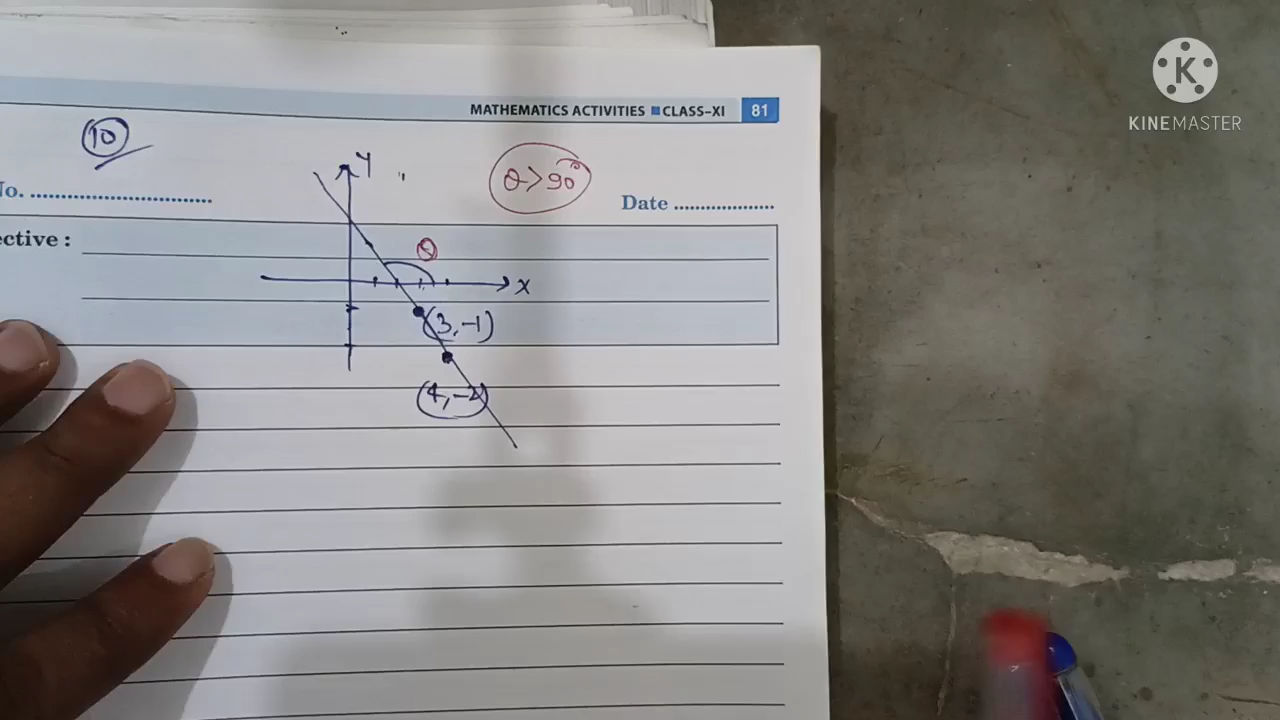 MATHEMATICS ACTIVITIES ■ CLASS-XI 81
10
Y
θ > 90°
No. ..............................
Date ...................
ective :
θ
X
(3, -1)
(4, -2)
K
KINEMASTER